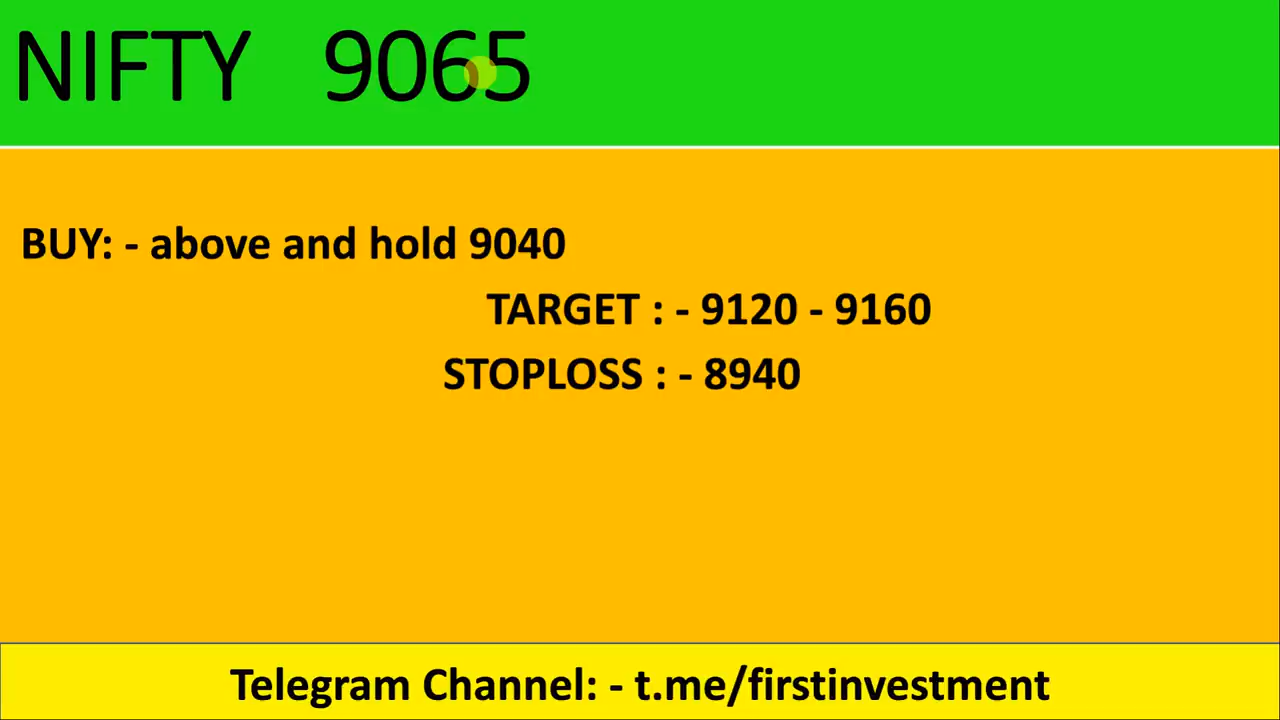 NIFTY 9065
BUY: - above and hold 9040
TARGET : - 9120 - 9160
STOPLOSS : - 8940
Telegram Channel: - t.me/firstinvestment